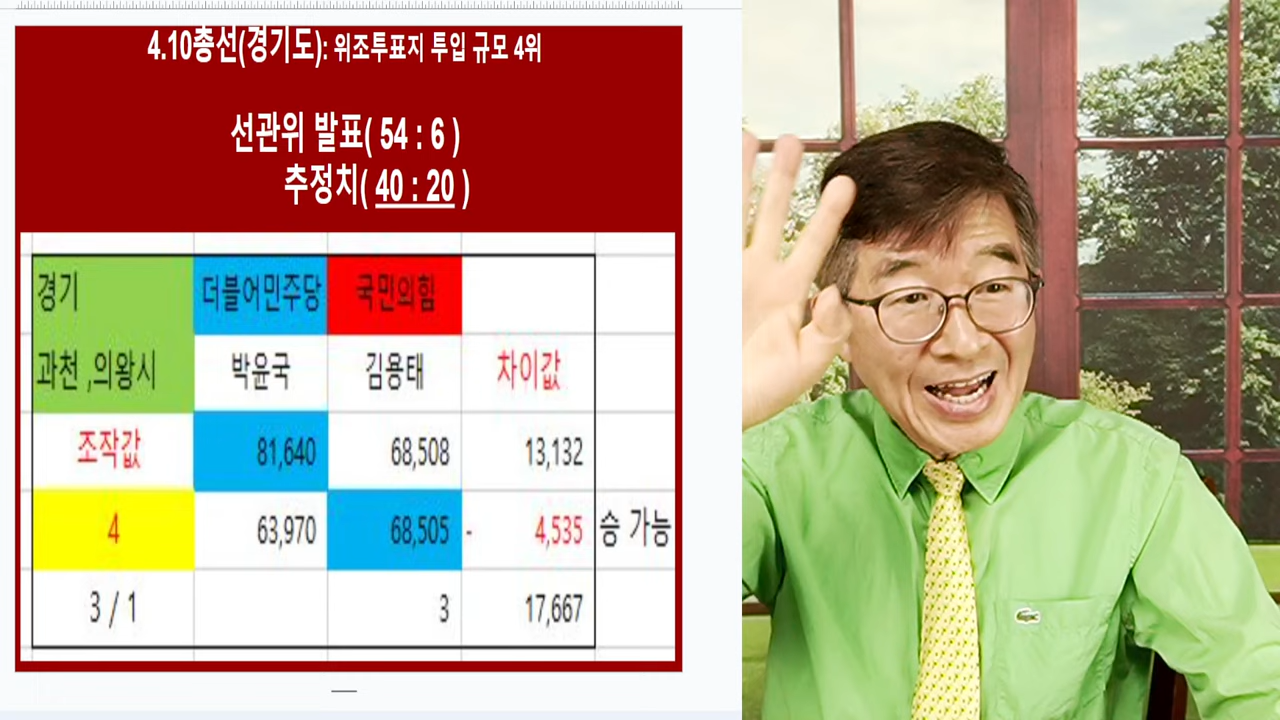 4.10총선(경기도): 위조투표지 투입 규모 4위
선관위 발표( 54 : 6 )
추정치( 40 : 20 )
경기 더불어민주당 국민의힘
과천 ,의왕시 박윤국 김용태 차이값
조작값 81,640 68,508 13,132
4 63,970 68,505 - 4,535 승 가능
3 / 1 3 17,667